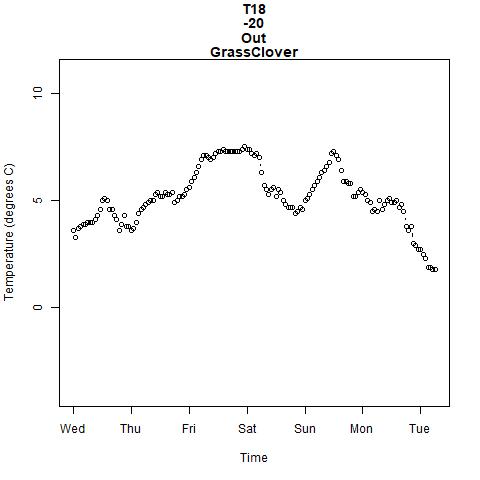 T18
-20
Out
GrassClover
Temperature (degrees C)
10
5
0
Wed Thu Fri Sat Sun Mon Tue
Time